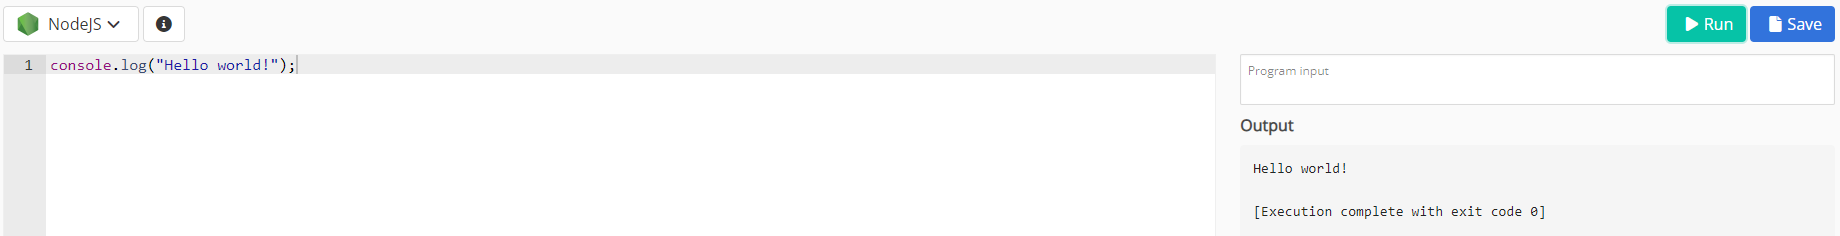 NodeJS
Run
Save
1
console.log("Hello world!");
Program input
Output
Hello world!
[Execution complete with exit code 0]